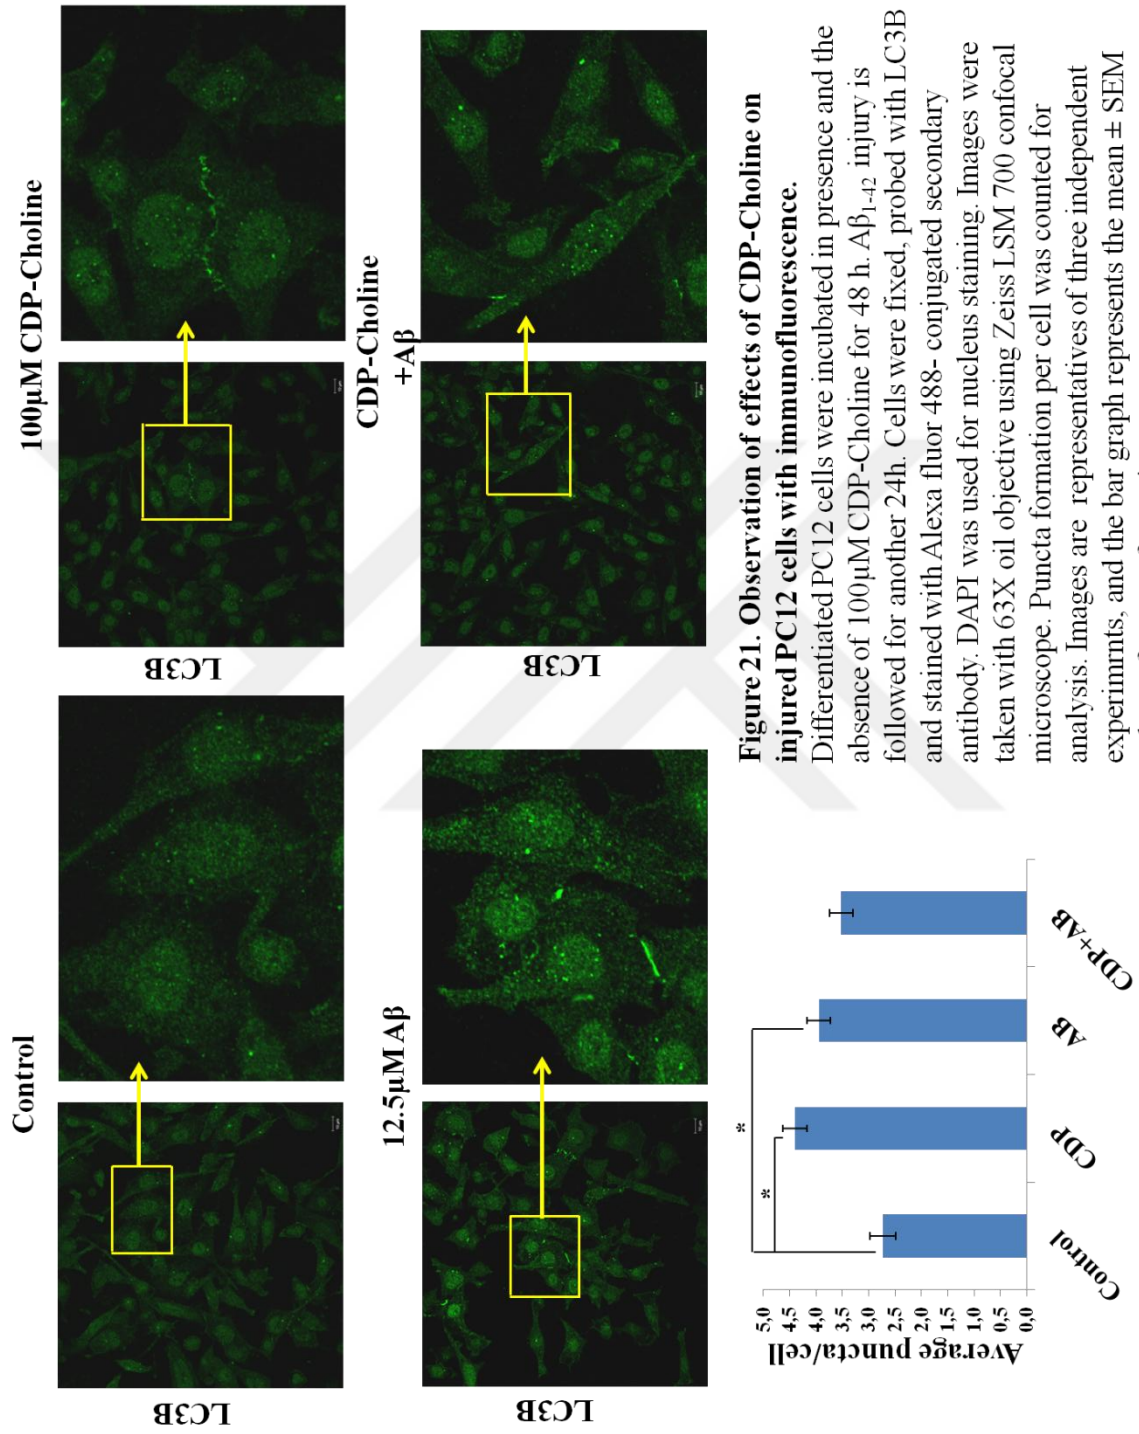 Control
100µM CDP-Choline
LC3B
LC3B
12.5µM Aβ
CDP-Choline
+Aβ
LC3B
LC3B
Average puncta/cell
5,0
4,5
4,0
3,5
3,0
2,5
2,0
1,5
1,0
0,5
0,0
*
*
Control
CDP
AB
CDP+AB
Figure 21. Observation of effects of CDP-Choline on
injured PC12 cells with immunofluorescence.
Differentiated PC12 cells were incubated in presence and the
absence of 100µM CDP-Choline for 48 h. Aβ1-42 injury is
followed for another 24h. Cells were fixed, probed with LC3B
and stained with Alexa fluor 488- conjugated secondary
antibody. DAPI was used for nucleus staining. Images were
taken with 63X oil objective using Zeiss LSM 700 confocal
microscope. Puncta formation per cell was counted for
analysis. Images are representatives of three independent
experimrnts, and the bar graph represents the mean ± SEM